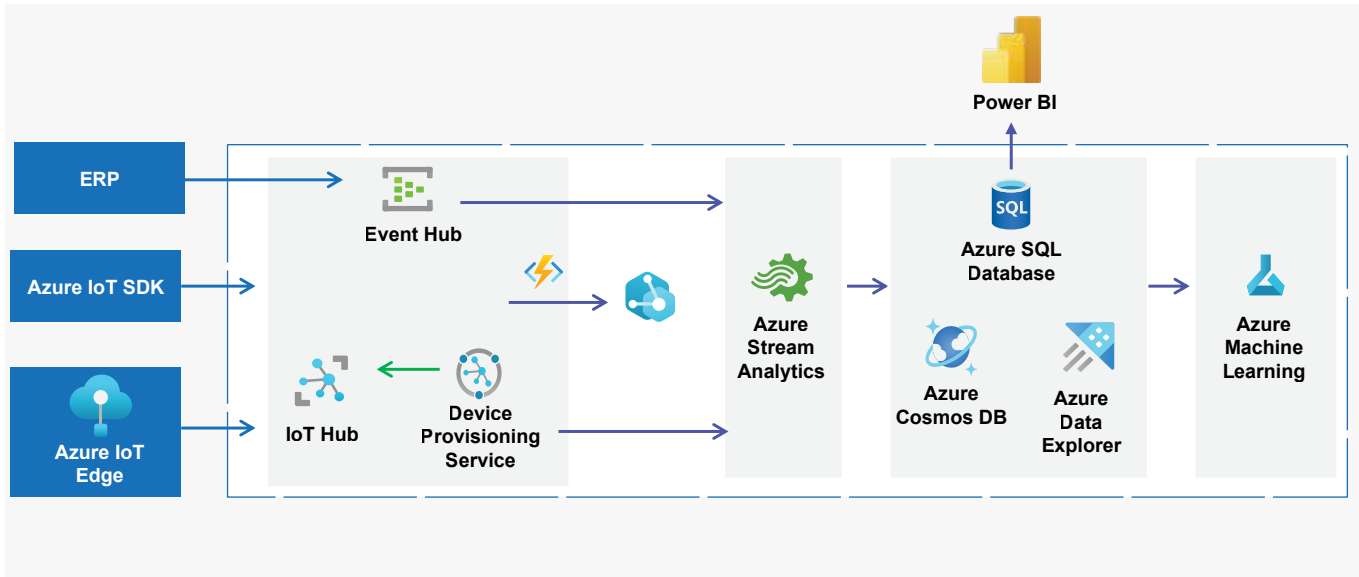 Power BI
ERP
Event Hub
Azure IoT SDK
SQL
Azure SQL
Database
Azure
Stream
Analytics
Azure
Machine
Learning
Azure
Cosmos DB
Azure
Data
Explorer
IoT Hub
Device
Provisioning
Service
Azure IoT
Edge